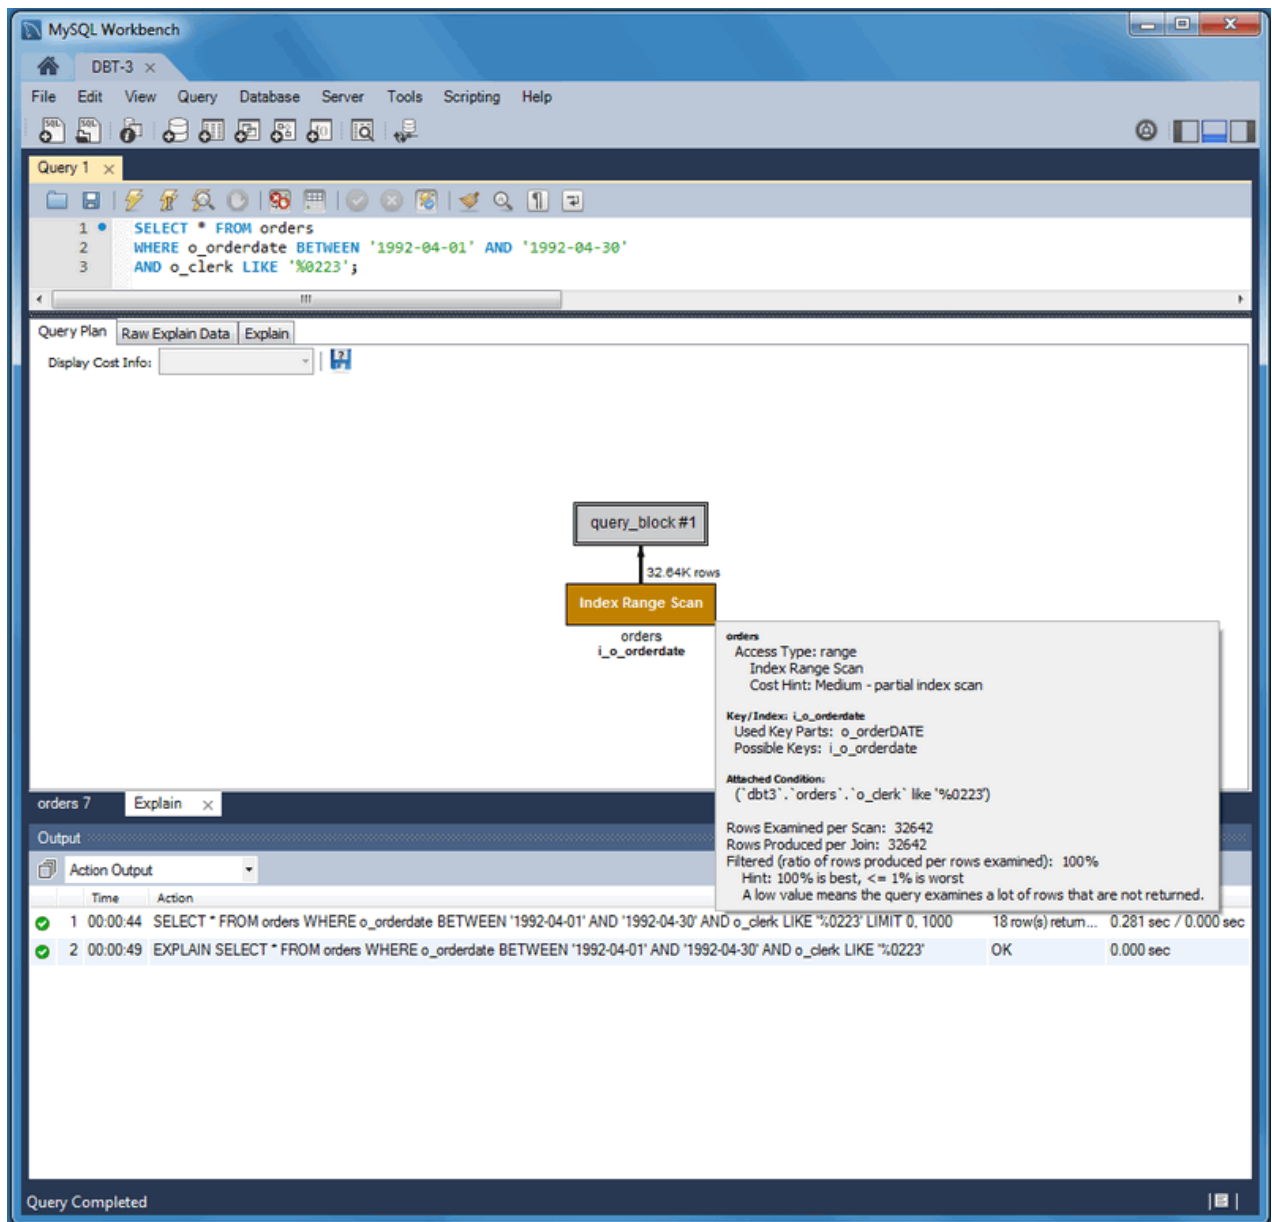 MySQL Workbench
DBT-3
File Edit View Query Database Server Tools Scripting Help
Query 1
1 SELECT * FROM orders
2 WHERE o_orderdate BETWEEN '1992-04-01' AND '1992-04-30'
3 AND o_clerk LIKE '%0223';
Query Plan Raw Explain Data Explain
Display Cost Info:
query_block #1
32.64K rows
Index Range Scan
orders
i_o_orderdate
orders
Access Type: range
Index Range Scan
Cost Hint: Medium - partial index scan
Key/Index: i_o_orderdate
Used Key Parts: o_orderDATE
Possible Keys: i_o_orderdate
Attached Condition:
(`dbt3`.`orders`.`o_clerk` like '%0223')
Rows Examined per Scan: 32642
Rows Produced per Join: 32642
Filtered (ratio of rows produced per rows examined): 100%
Hint: 100% is best, <= 1% is worst
A low value means the query examines a lot of rows that are not returned.
orders 7 Explain
Output
Action Output
Time Action
1 00:00:44 SELECT * FROM orders WHERE o_orderdate BETWEEN '1992-04-01' AND '1992-04-30' AND o_clerk LIKE '%0223' LIMIT 0, 1000 18 row(s) return... 0.281 sec / 0.000 sec
2 00:00:49 EXPLAIN SELECT * FROM orders WHERE o_orderdate BETWEEN '1992-04-01' AND '1992-04-30' AND o_clerk LIKE '%0223' OK 0.000 sec
Query Completed